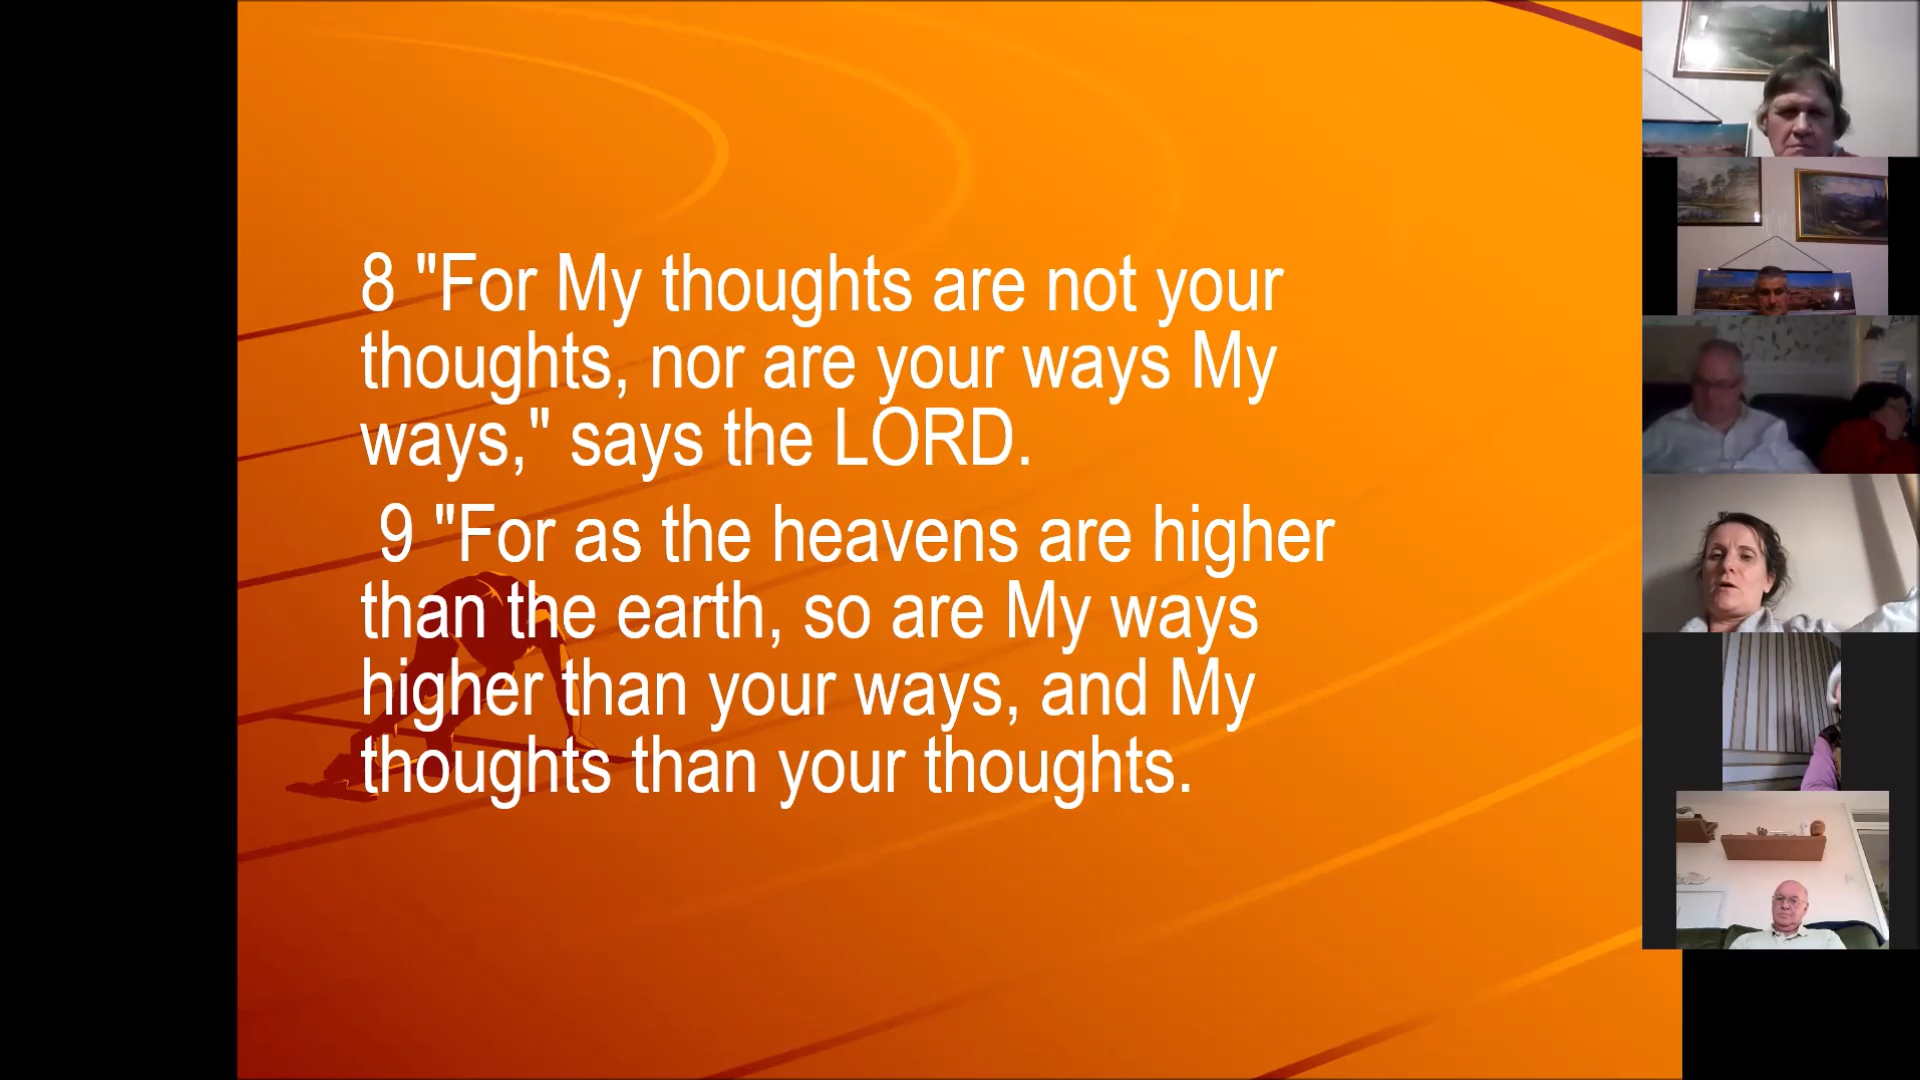 8 "For My thoughts are not your
thoughts, nor are your ways My
ways," says the LORD.
9 "For as the heavens are higher
than the earth, so are My ways
higher than your ways, and My
thoughts than your thoughts.